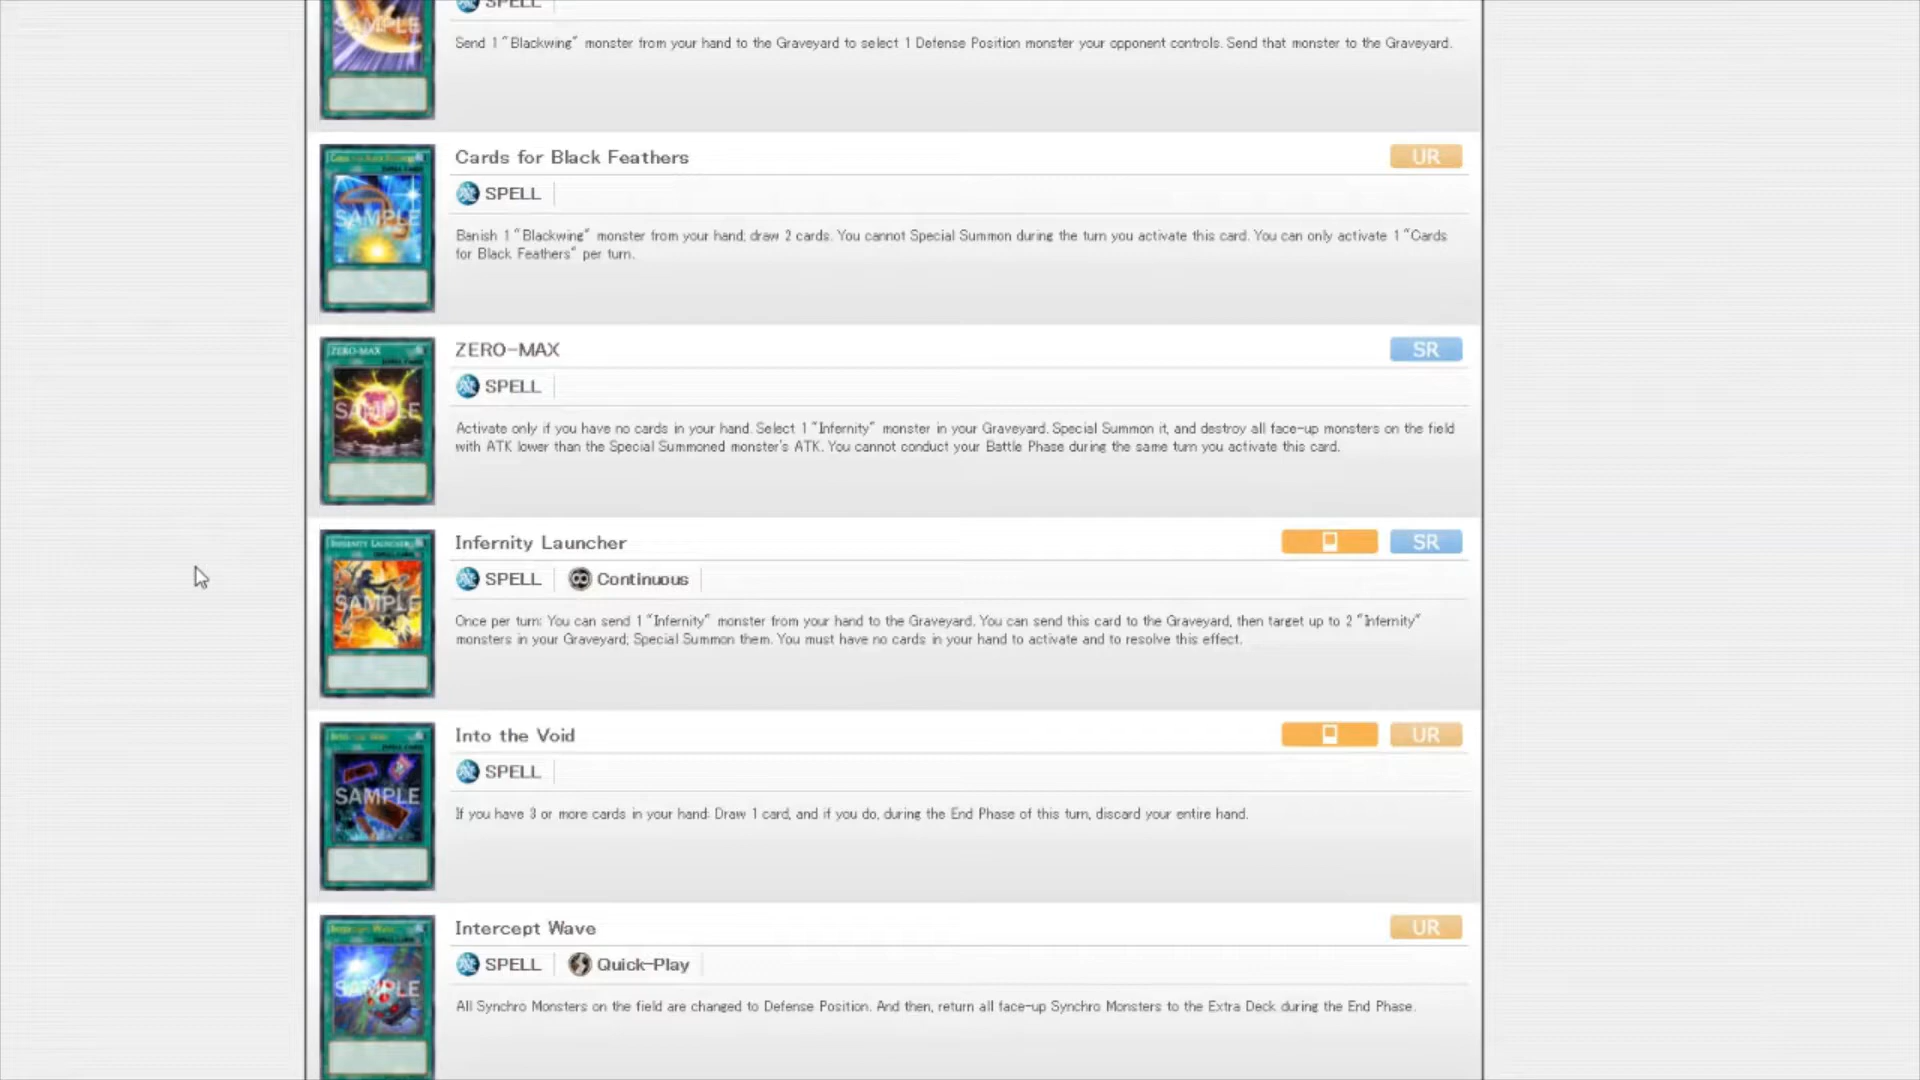 SPELL
Send 1 "Blackwing" monster from your hand to the Graveyard to select 1 Defense Position monster your opponent controls. Send that monster to the Graveyard.
SAMPLE
Cards for Black Feathers
UR
SPELL
SAMPLE
Banish 1 "Blackwing" monster from your hand; draw 2 cards. You cannot Special Summon during the turn you activate this card. You can only activate 1 "Cards
for Black Feathers" per turn.
ZERO-MAX
ZERO-MAX
SR
SPELL
SAMPLE
Activate only if you have no cards in your hand. Select 1 "Infernity" monster in your Graveyard. Special Summon it, and destroy all face-up monsters on the field
with ATK lower than the Special Summoned monster's ATK. You cannot conduct your Battle Phase during the same turn you activate this card.
INFERNITY LAUNCHER
Infernity Launcher
SR
SPELL
Continuous
SAMPLE
Once per turn: You can send 1 "Infernity" monster from your hand to the Graveyard. You can send this card to the Graveyard, then target up to 2 "Infernity"
monsters in your Graveyard; Special Summon them. You must have no cards in your hand to activate and to resolve this effect.
Into the Void
UR
SPELL
SAMPLE
If you have 3 or more cards in your hand: Draw 1 card, and if you do, during the End Phase of this turn, discard your entire hand.
Intercept Wave
UR
SPELL
Quick-Play
SAMPLE
All Synchro Monsters on the field are changed to Defense Position. And then, return all face-up Synchro Monsters to the Extra Deck during the End Phase.